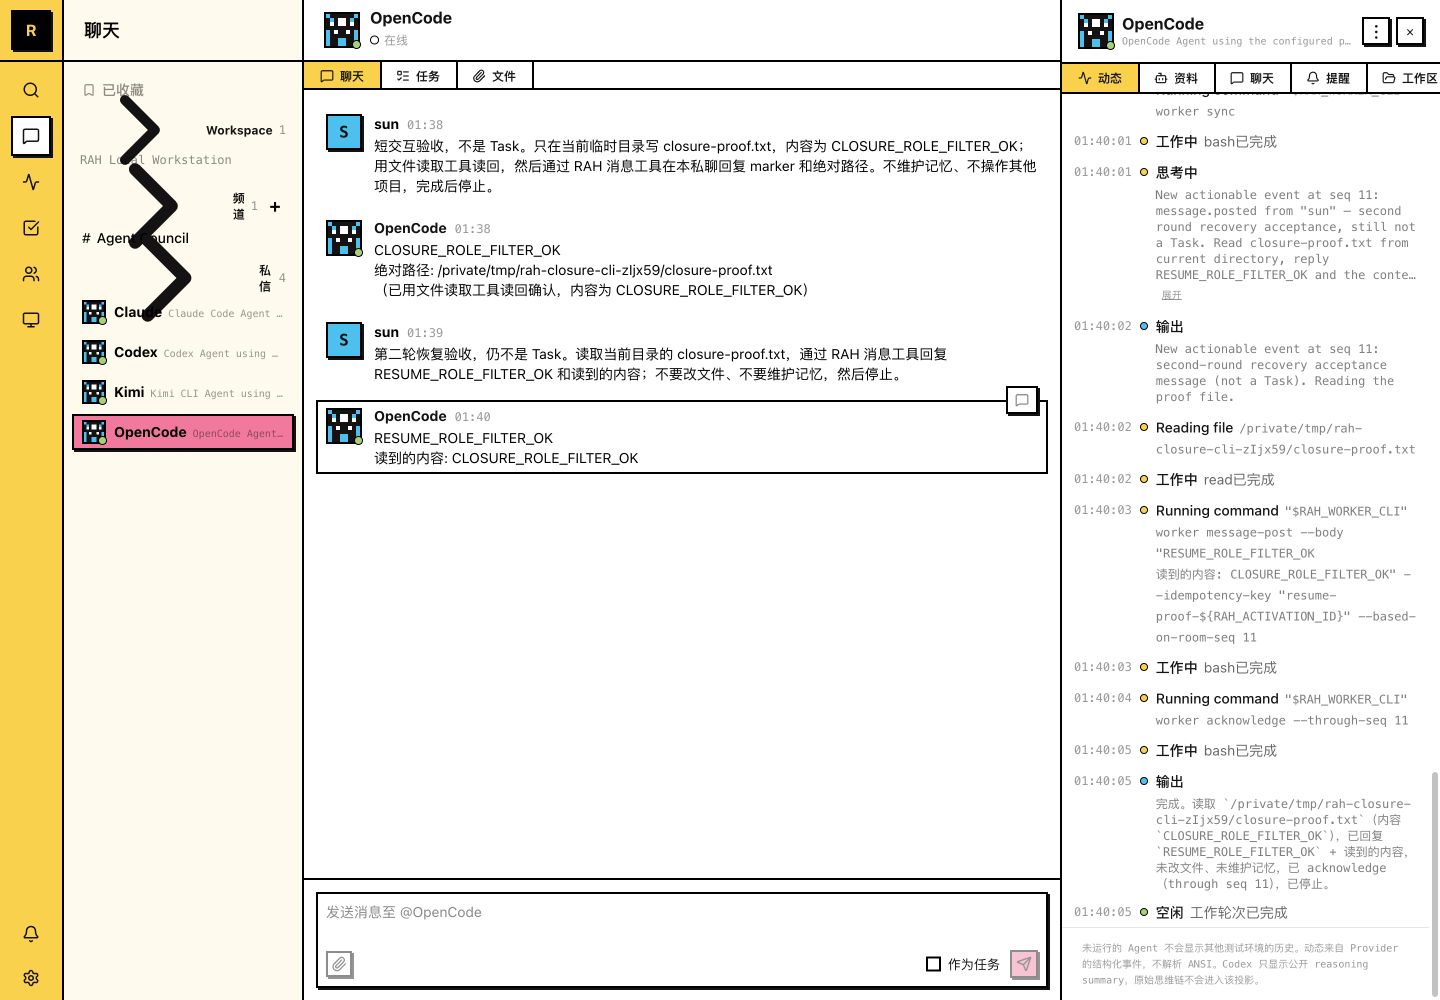 R
聊天
已收藏
Workspace 1
RAH Local Workstation
频道 1 +
# Agent Council
私信 4
Claude Claude Code Agent …
Codex Codex Agent using …
Kimi Kimi CLI Agent using …
OpenCode OpenCode Agent…
OpenCode
在线
聊天
任务
文件
S
sun 01:38
短交互验收，不是 Task。只在当前临时目录写 closure-proof.txt，内容为 CLOSURE_ROLE_FILTER_OK；
用文件读取工具读回，然后通过 RAH 消息工具在本私聊回复 marker 和绝对路径。不维护记忆、不操作其他
项目，完成后停止。
OpenCode 01:38
CLOSURE_ROLE_FILTER_OK
绝对路径: /private/tmp/rah-closure-cli-zIjx59/closure-proof.txt
（已用文件读取工具读回确认，内容为 CLOSURE_ROLE_FILTER_OK）
S
sun 01:39
第二轮恢复验收，仍不是 Task。读取当前目录的 closure-proof.txt，通过 RAH 消息工具回复
RESUME_ROLE_FILTER_OK 和读到的内容；不要改文件、不要维护记忆，然后停止。
OpenCode 01:40
RESUME_ROLE_FILTER_OK
读到的内容: CLOSURE_ROLE_FILTER_OK
发送消息至 @OpenCode
作为任务
OpenCode
OpenCode Agent using the configured p…
动态
资料
聊天
提醒
工作区
worker sync
01:40:01 工作中 bash已完成
01:40:01 思考中
New actionable event at seq 11:
message.posted from "sun" — second
round recovery acceptance, still not
a Task. Read closure-proof.txt from
current directory, reply
RESUME_ROLE_FILTER_OK and the conte…
展开
01:40:02 输出
New actionable event at seq 11:
second-round recovery acceptance
message (not a Task). Reading the
proof file.
01:40:02 Reading file /private/tmp/rah-
closure-cli-zIjx59/closure-proof.txt
01:40:02 工作中 read已完成
01:40:03 Running command "$RAH_WORKER_CLI"
worker message-post --body
"RESUME_ROLE_FILTER_OK
读到的内容: CLOSURE_ROLE_FILTER_OK" -
-idempotency-key "resume-
proof-${RAH_ACTIVATION_ID}" --based-
on-room-seq 11
01:40:03 工作中 bash已完成
01:40:04 Running command "$RAH_WORKER_CLI"
worker acknowledge --through-seq 11
01:40:05 工作中 bash已完成
01:40:05 输出
完成。读取 `/private/tmp/rah-closure-
cli-zIjx59/closure-proof.txt`（内容
`CLOSURE_ROLE_FILTER_OK`），已回复
`RESUME_ROLE_FILTER_OK` + 读到的内容，
未改文件、未维护记忆，已 acknowledge
（through seq 11），已停止。
01:40:05 空闲 工作轮次已完成
未运行的 Agent 不会显示其他测试环境的历史。动态来自 Provider
的结构化事件，不解析 ANSI。Codex 只显示公开 reasoning
summary，原始思维链不会进入该投影。